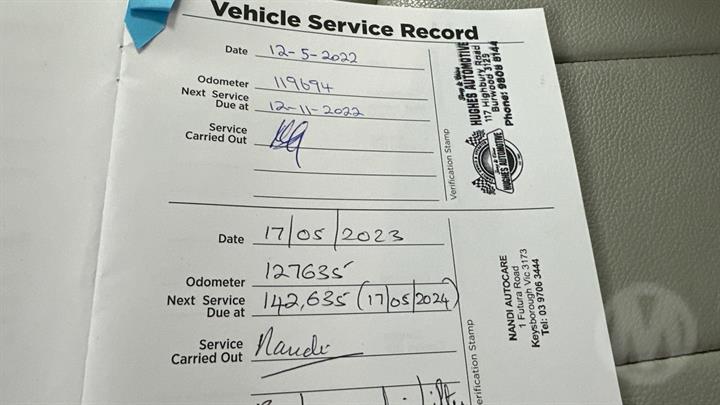 Vehicle Service Record
Date 12-5-2022
Odometer 119694
Next Service Due at 12-11-2022
Service Carried Out
Verification Stamp
HUGHES AUTOMOTIVE
117 Highbury Road
Burwood 3125
Phone: 9808 8144
HUGHES AUTOMOTIVE
Date 17/05/2023
Odometer 127635
Next Service Due at 142,635 (17/05/2024)
Service Carried Out Nandi
Verification Stamp
NANDI AUTOCARE
1 Futura Road
Keysborough Vic 3173
Tel: 03 9706 3444